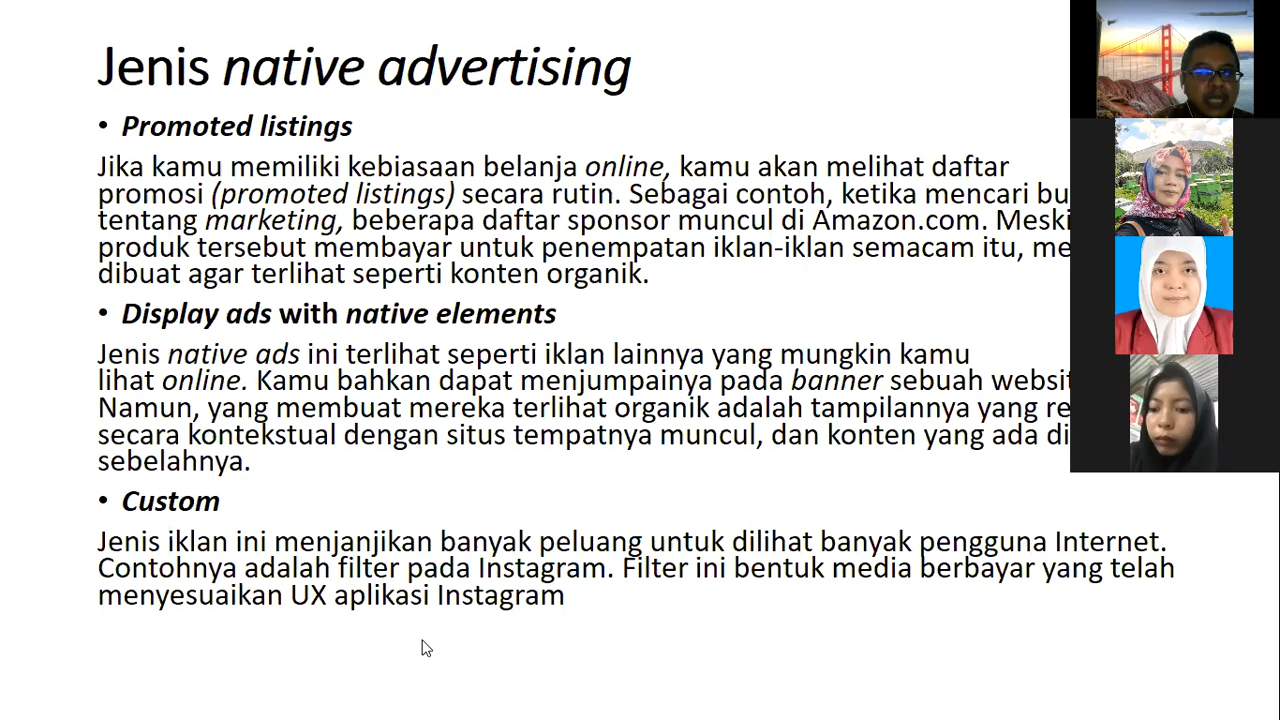 Jenis native advertising
• Promoted listings
Jika kamu memiliki kebiasaan belanja online, kamu akan melihat daftar
promosi (promoted listings) secara rutin. Sebagai contoh, ketika mencari
tentang marketing, beberapa daftar sponsor muncul di Amazon.com.
produk tersebut membayar untuk penempatan iklan-iklan semacam itu,
dibuat agar terlihat seperti konten organik.
• Display ads with native elements
Jenis native ads ini terlihat seperti iklan lainnya yang mungkin kamu
lihat online. Kamu bahkan dapat menjumpainya pada banner sebuah
Namun, yang membuat mereka terlihat organik adalah tampilannya yang
secara kontekstual dengan situs tempatnya muncul, dan konten yang ada di
sebelahnya.
• Custom
Jenis iklan ini menjanjikan banyak peluang untuk dilihat banyak pengguna Internet.
Contohnya adalah filter pada Instagram. Filter ini bentuk media berbayar yang telah
menyesuaikan UX aplikasi Instagram